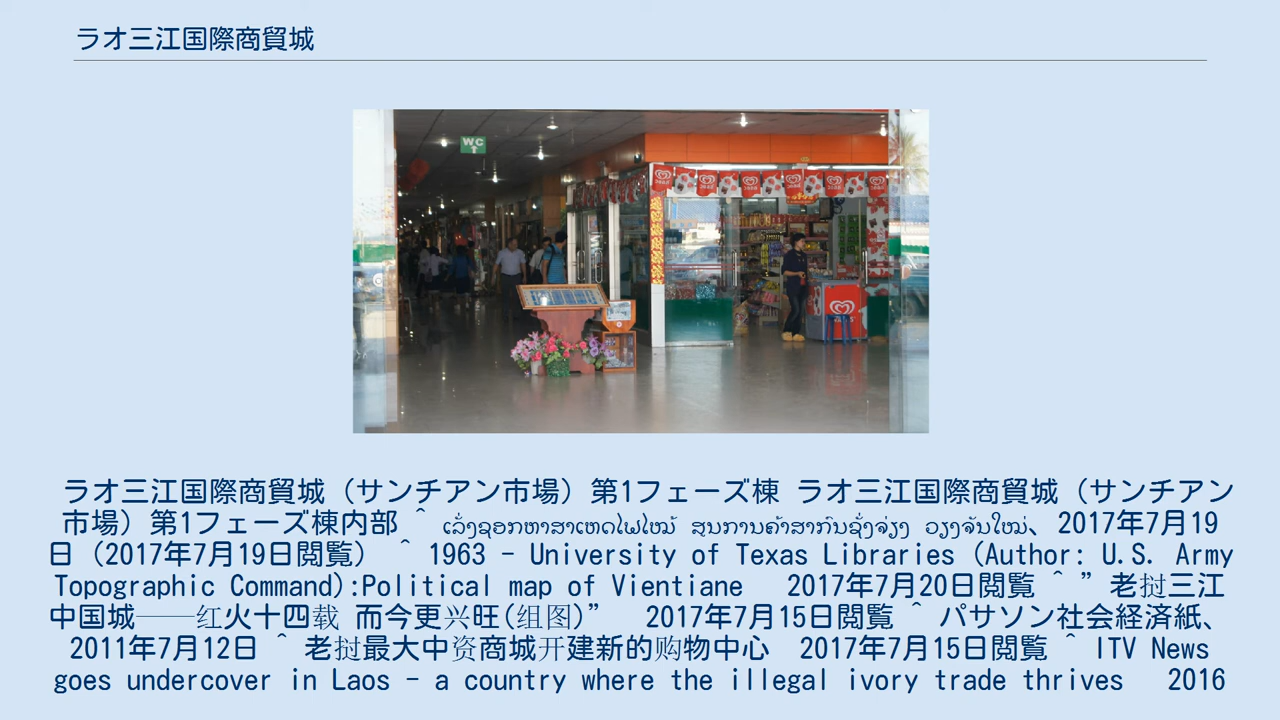 ラオ三江国際商貿城
WC
ラオ三江国際商貿城（サンチアン市場）第1フェーズ棟 ラオ三江国際商貿城（サンチアン
市場）第1フェーズ棟内部 ^ ເລັ່ງຊອກຫາສາເຫດໄຟໄໝ້ ສູນການຄ້າສາກົນຊັ່ງຈ່ຽງ ວຽງຈັນໃໝ່、2017年7月19
日（2017年7月19日閲覧） ^ 1963 - University of Texas Libraries (Author: U.S. Army
Topographic Command):Political map of Vientiane 2017年7月20日閲覧 ^ ”老挝三江
中国城——红火十四载 而今更兴旺(组图)” 2017年7月15日閲覧 ^ パサソン社会経済紙、
2011年7月12日 ^ 老挝最大中资商城开建新的购物中心 2017年7月15日閲覧 ^ ITV News
goes undercover in Laos - a country where the illegal ivory trade thrives 2016